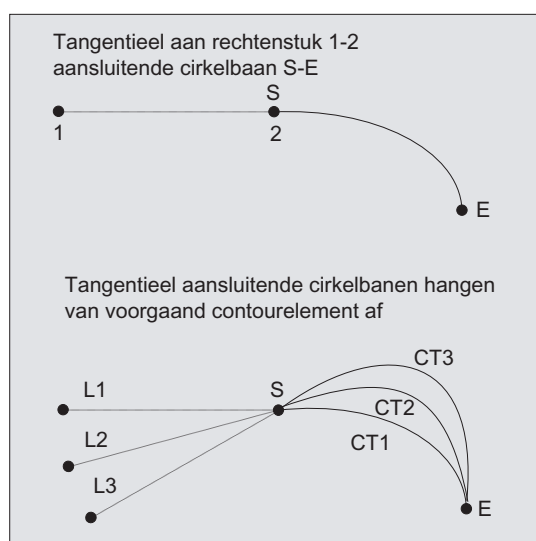 Tangentieel aan rechtenstuk 1-2
aansluitende cirkelbaan S-E
S
1
2
E
Tangentieel aansluitende cirkelbanen hangen
van voorgaand contourelement af
CT3
L1
S
CT2
L2
CT1
L3
E